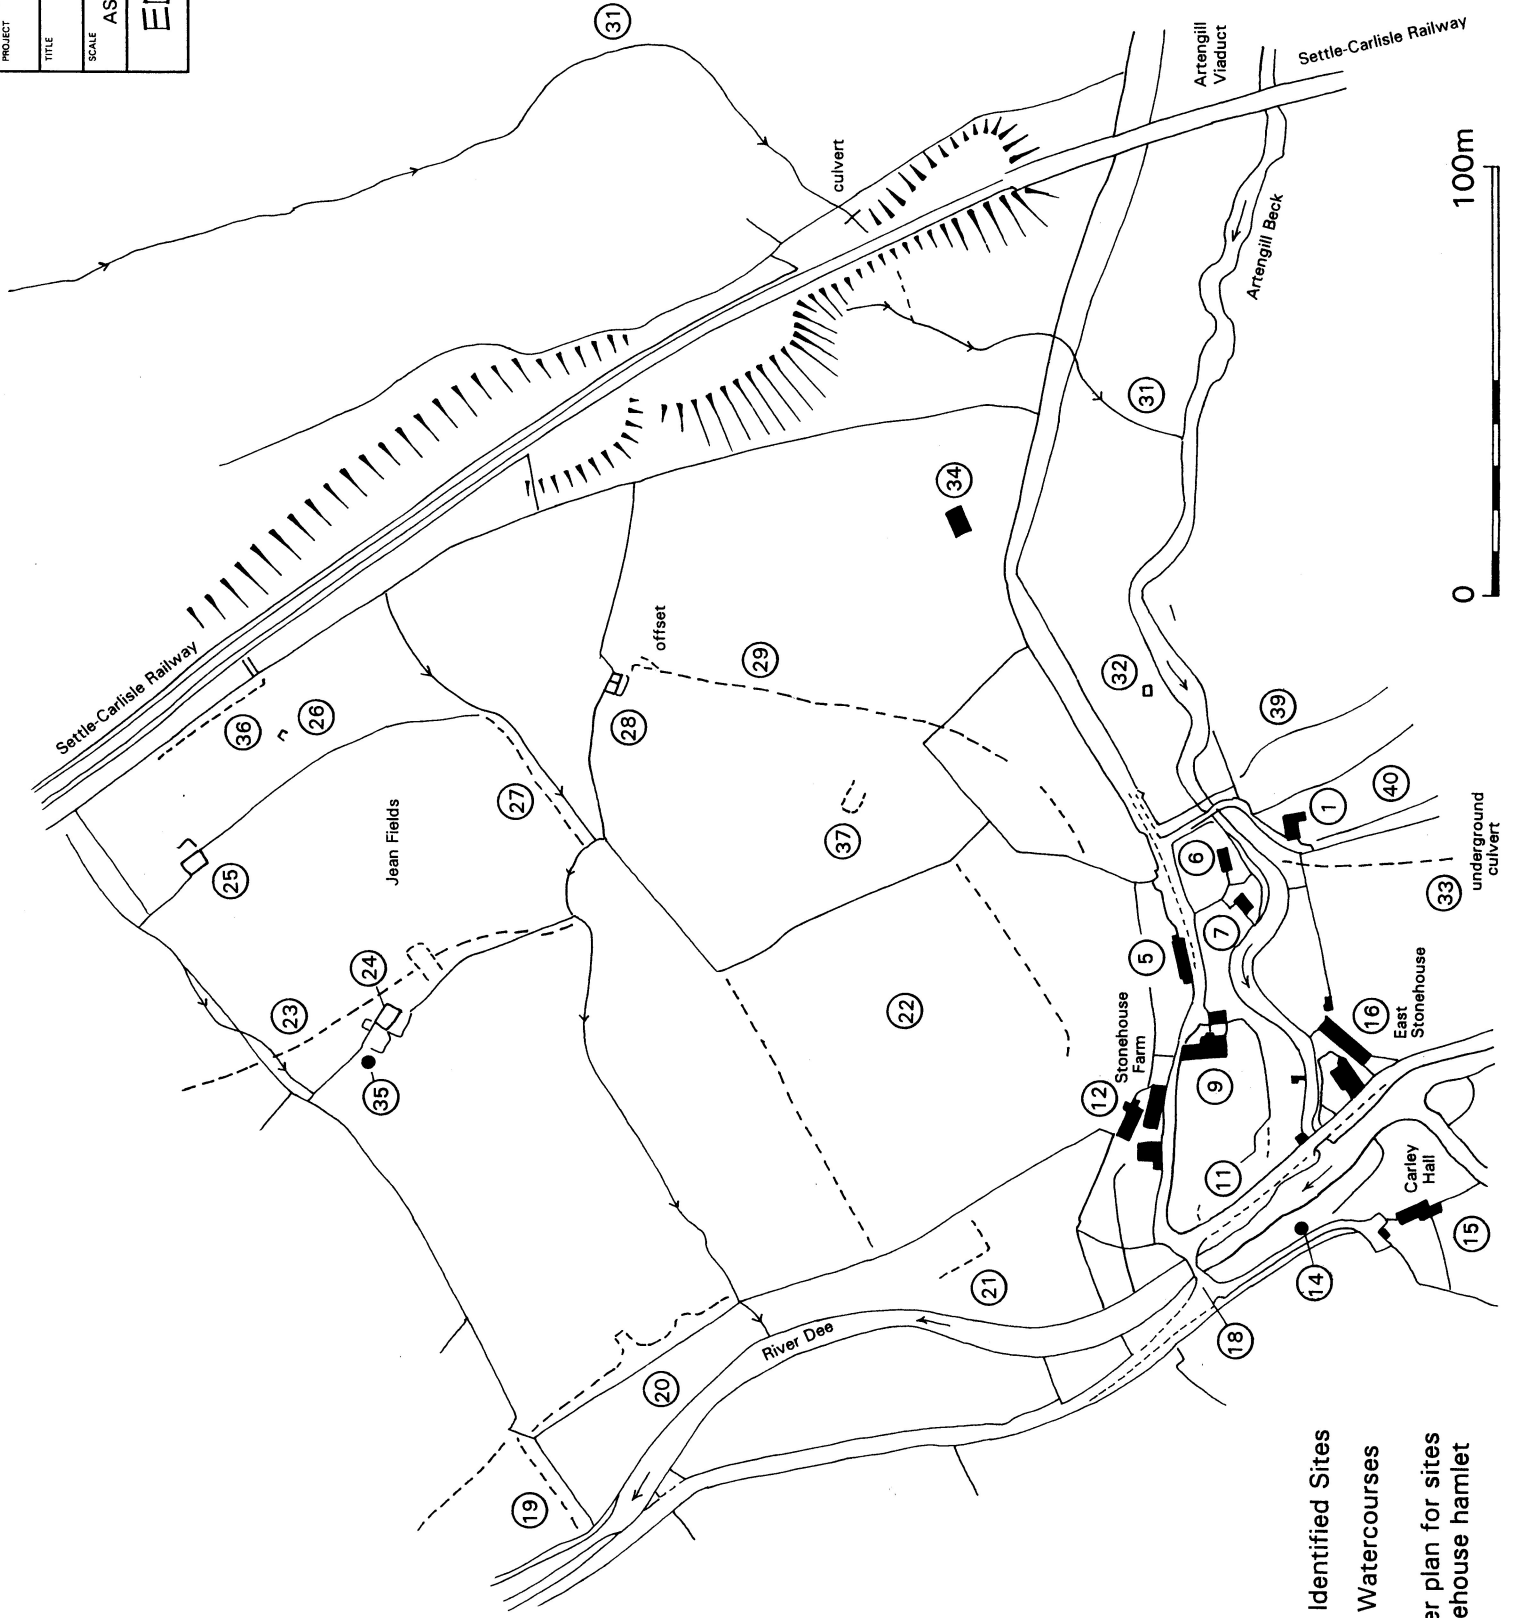 PROJECT
TITLE
SCALE
AS
31
Settle-Carlisle Railway
Artengill
Viaduct
culvert
100m
Artengill Beck
31
34
0
Settle-Carlisle Railway
offset
29
32
36
26
28
39
27
37
40
1
Jean Fields
6
underground
culvert
25
33
7
5
24
23
22
16
East
Stonehouse
Stonehouse
Farm
35
12
9
11
Carley
Hall
15
14
21
18
River Dee
20
19
Identified Sites
Watercourses
plan for sites
hamlet